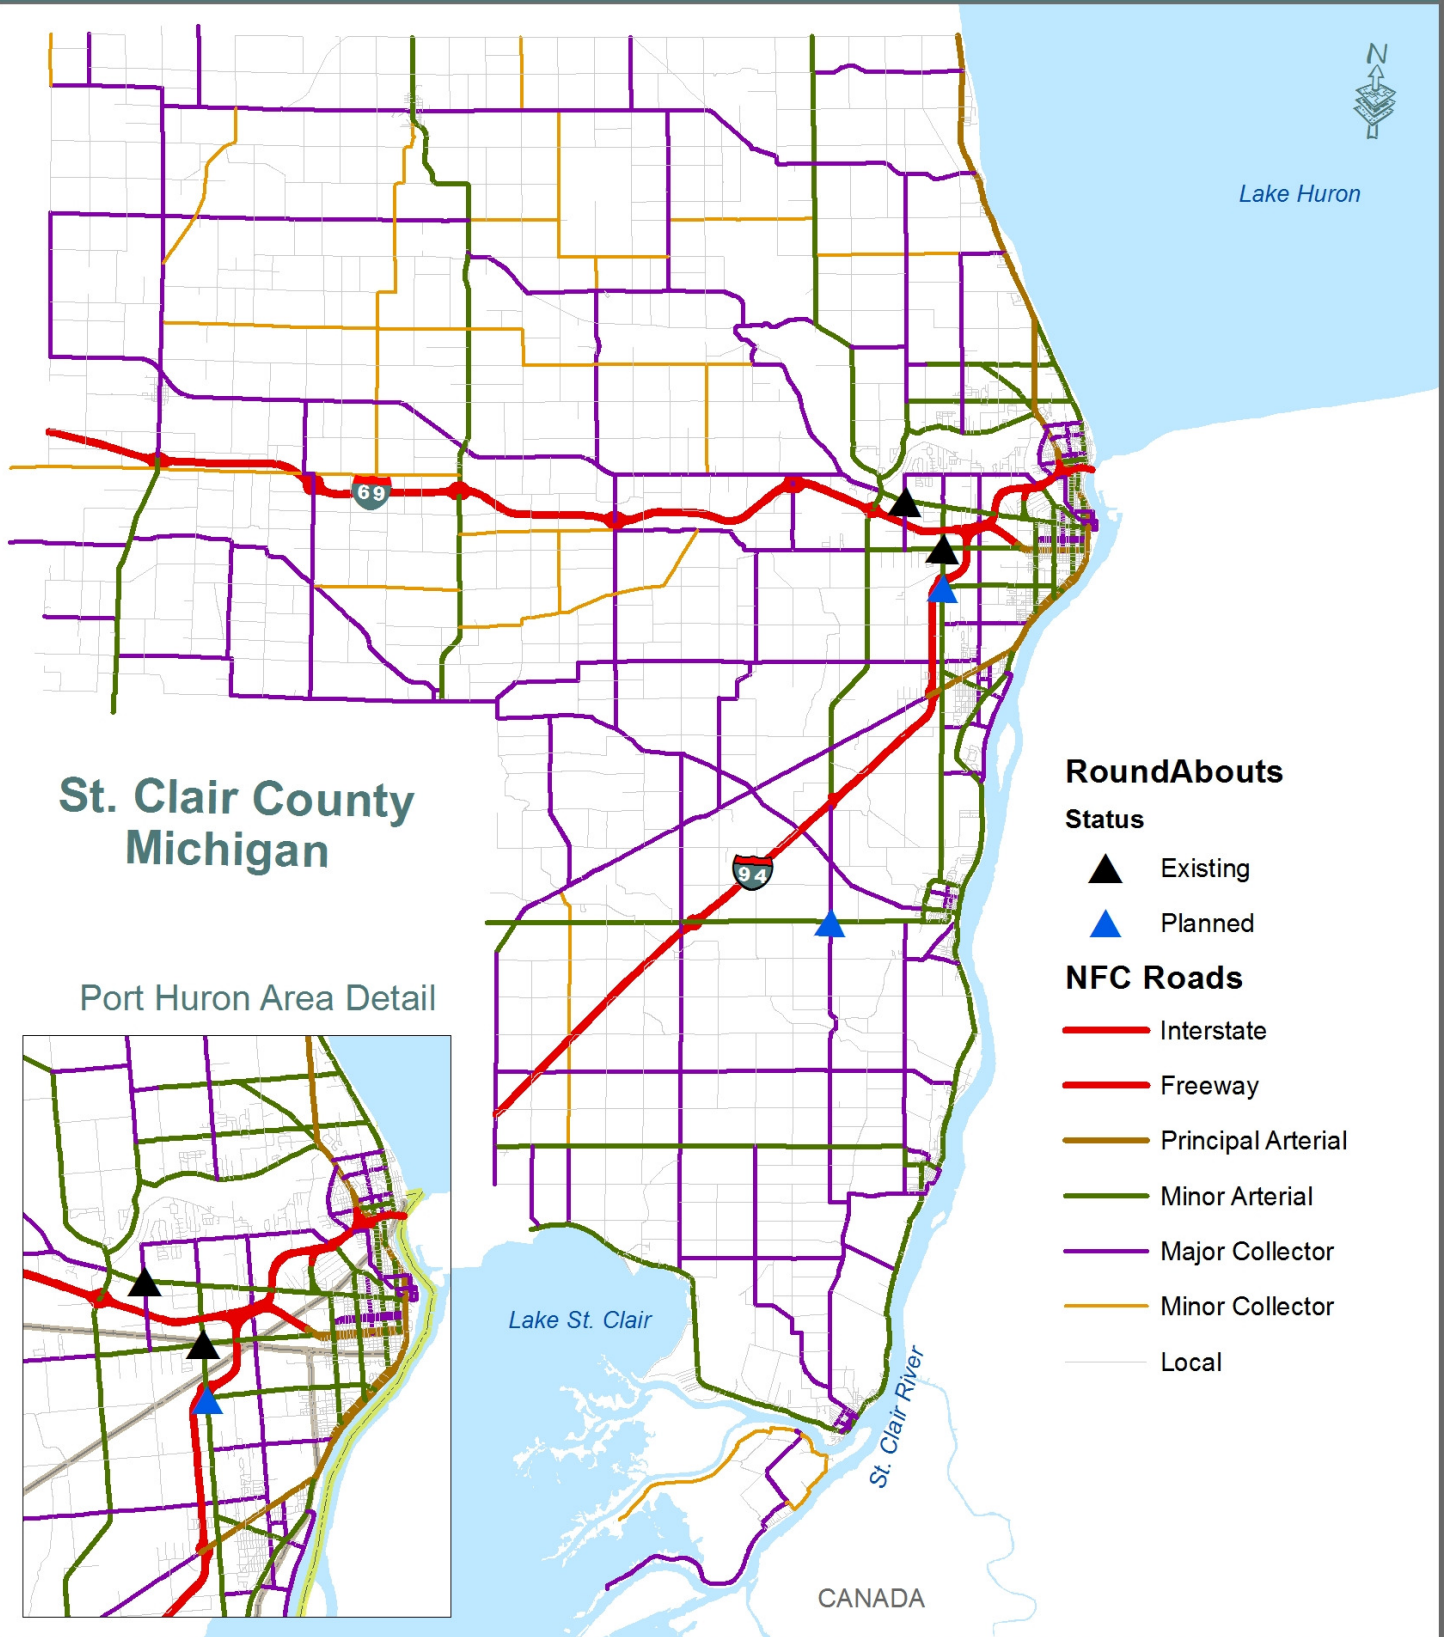 N
Lake Huron
69
St. Clair County
Michigan
94
RoundAbouts
Status
Existing
Planned
NFC Roads
Interstate
Freeway
Principal Arterial
Minor Arterial
Major Collector
Minor Collector
Local
Port Huron Area Detail
Lake St. Clair
St. Clair River
CANADA